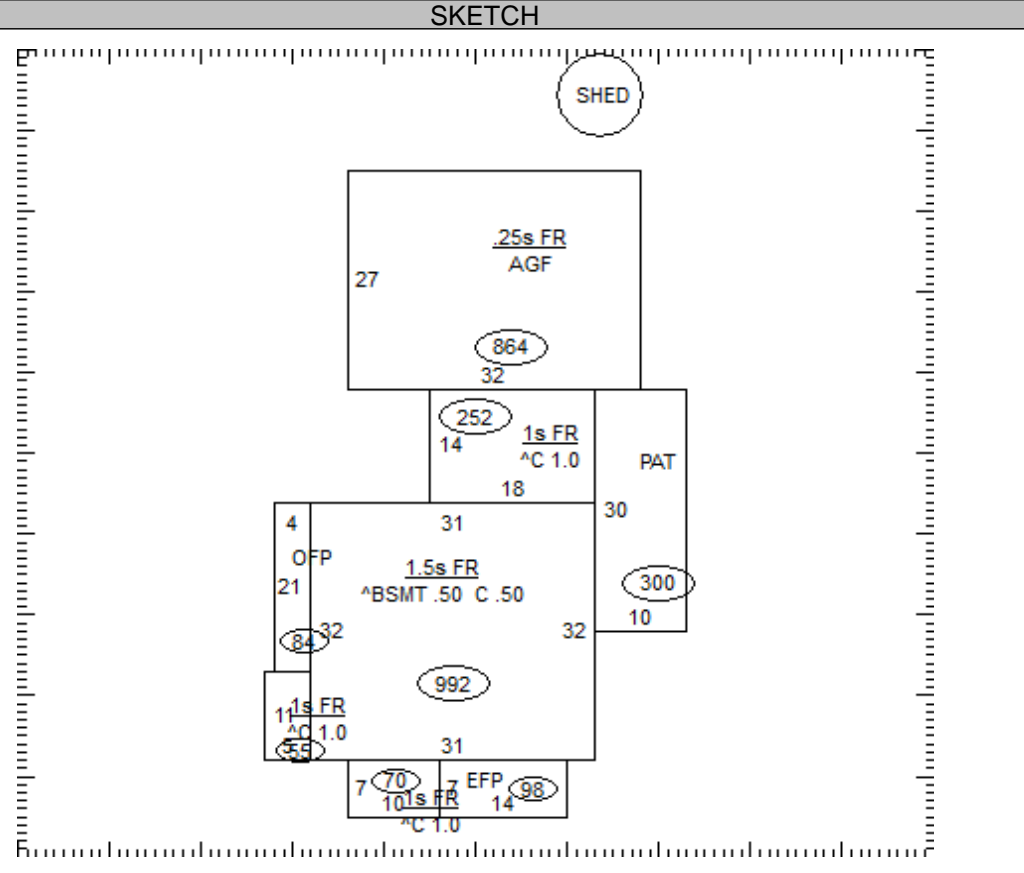 SKETCH
SHED
.25s FR
AGF
27
864
32
252
14
1s FR
^C 1.0
PAT
18
30
4
31
OFP
1.5s FR
21
^BSMT .50 C .50
300
10
32
32
84
992
1s FR
11
^C 1.0
31
5
55
7
70
7
EFP
98
10
1s FR
14
^C 1.0